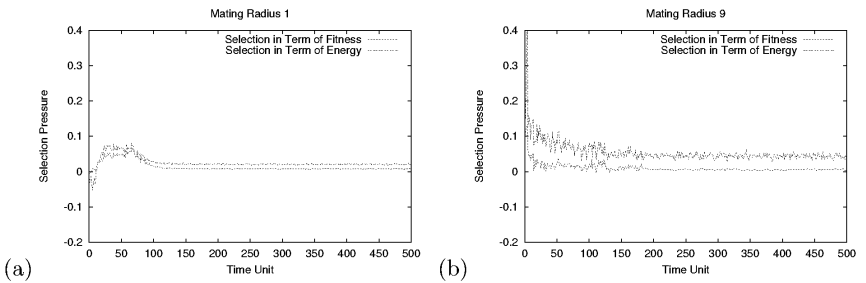 Mating Radius 1
0.4
0.3
0.2
0.1
0
-0.1
-0.2
Selection Pressure
Selection in Term of Fitness
Selection in Term of Energy
0 50 100 150 200 250 300 350 400 450 500
Time Unit
(a)
Mating Radius 9
0.4
0.3
0.2
0.1
0
-0.1
-0.2
Selection Pressure
Selection in Term of Fitness
Selection in Term of Energy
0 50 100 150 200 250 300 350 400 450 500
Time Unit
(b)